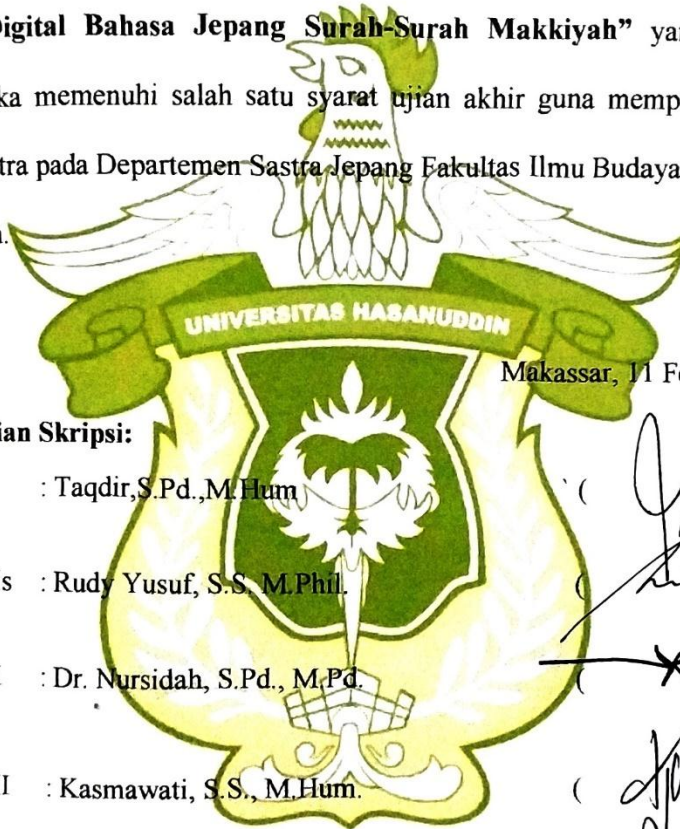 Digital Bahasa Jepang Surah-Surah Makkiyah” yan
ka memenuhi salah satu syarat ujian akhir guna memp
tra pada Departemen Sastra Jepang Fakultas Ilmu Budaya
UNIVERSITAS HASANUDDIN
Makassar, 11 Fe
ian Skripsi:
: Taqdir,S.Pd.,M.Hum (
s : Rudy Yusuf, S.S, M.Phil. (
: Dr. Nursidah, S.Pd., M.Pd. (
I : Kasmawati, S.S., M.Hum. (